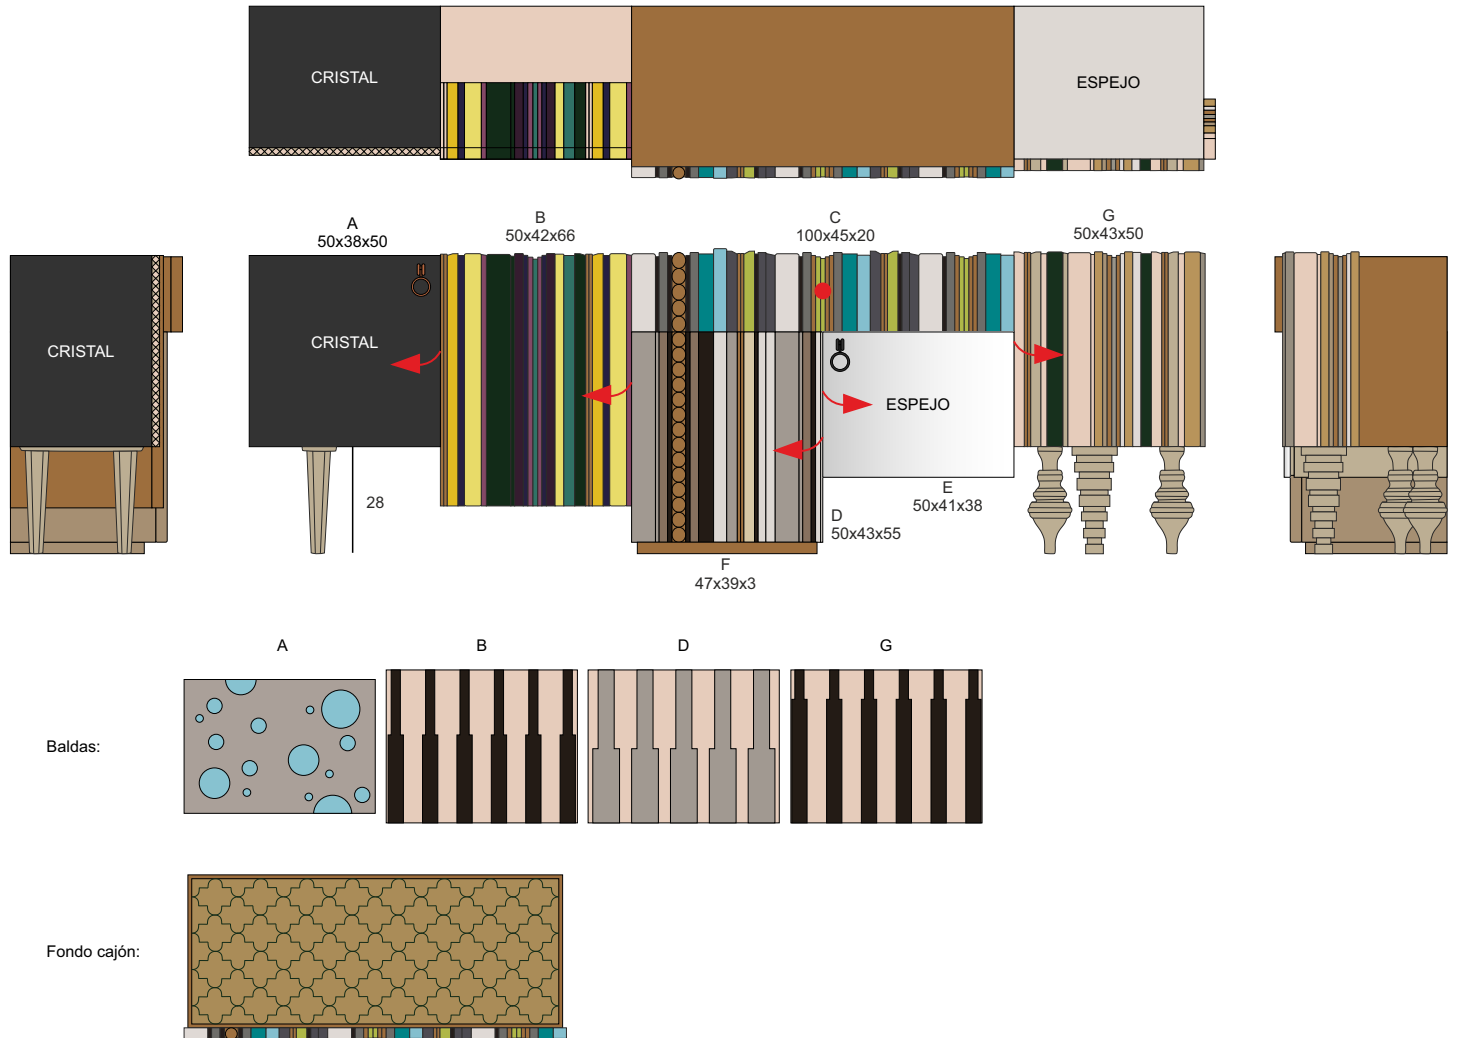 CRISTAL
ESPEJO
A
50x38x50
B
50x42x66
C
100x45x20
G
50x43x50
CRISTAL
CRISTAL
ESPEJO
28
E
50x41x38
D
50x43x55
F
47x39x3
A
B
D
G
Baldas:
Fondo cajón: